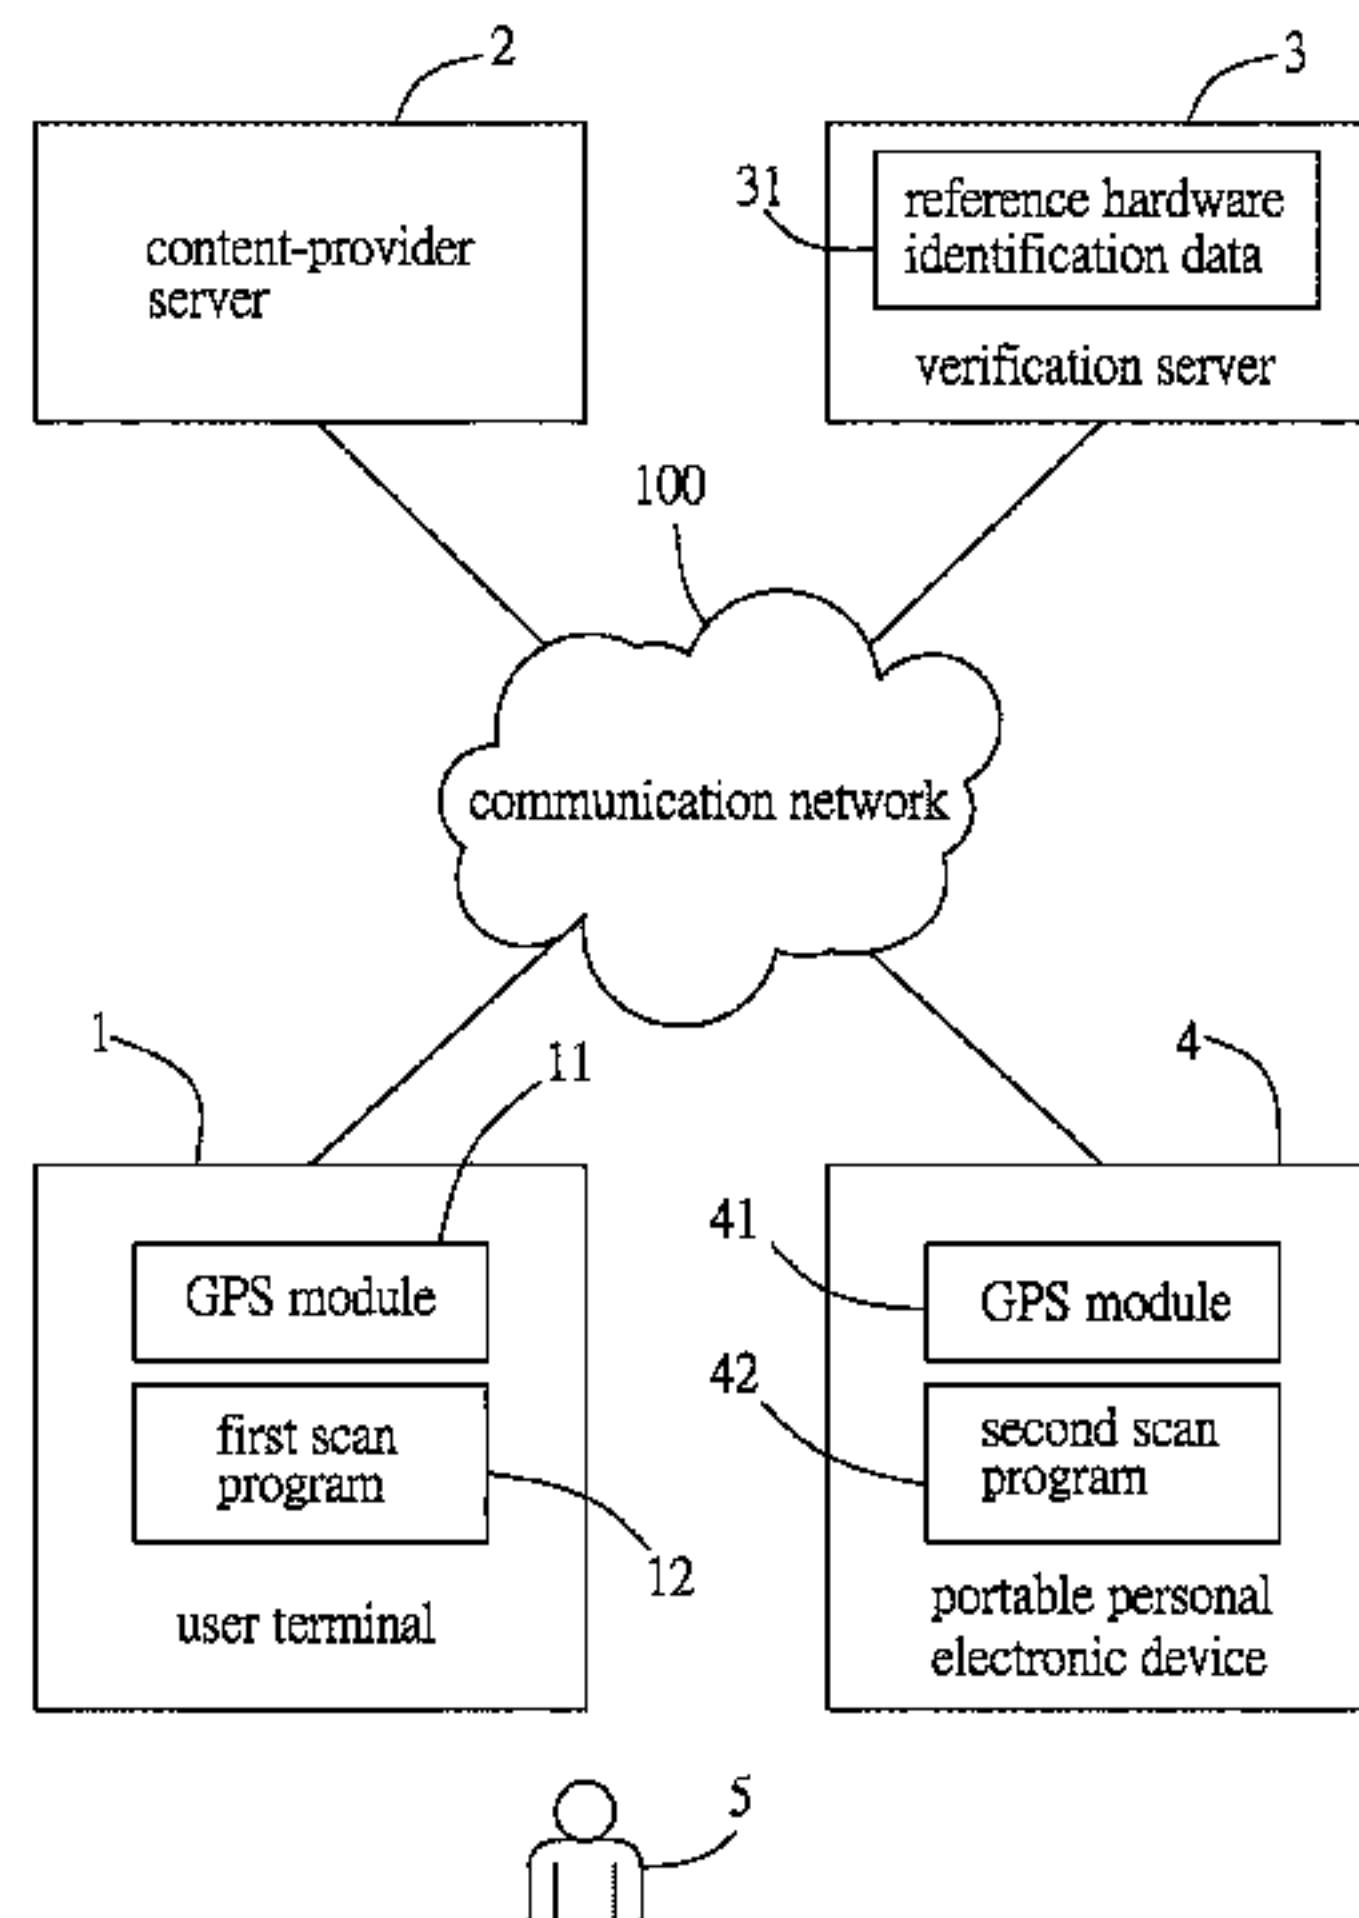 2
3
content-provider
server
31
reference hardware
identification data
verification server
100
communication network
1
11
4
GPS module
first scan
program
12
user terminal
41
GPS module
42
second scan
program
portable personal
electronic device
5